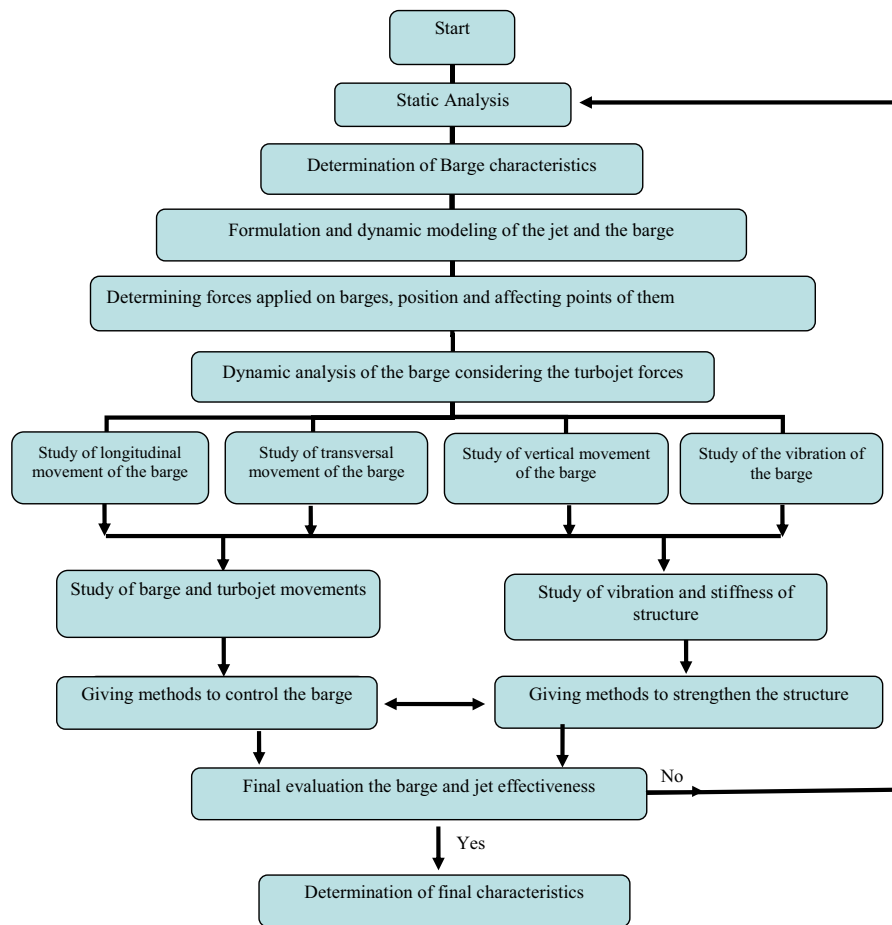 Start
Static Analysis
Determination of Barge characteristics
Formulation and dynamic modeling of the jet and the barge
Determining forces applied on barges, position and affecting points of them
Dynamic analysis of the barge considering the turbojet forces
Study of longitudinal
movement of the barge
Study of transversal
movement of the barge
Study of vertical movement
of the barge
Study of the vibration of
the barge
Study of barge and turbojet movements
Study of vibration and stiffness of
structure
Giving methods to control the barge
Giving methods to strengthen the structure
Final evaluation the barge and jet effectiveness
No
Yes
Determination of final characteristics